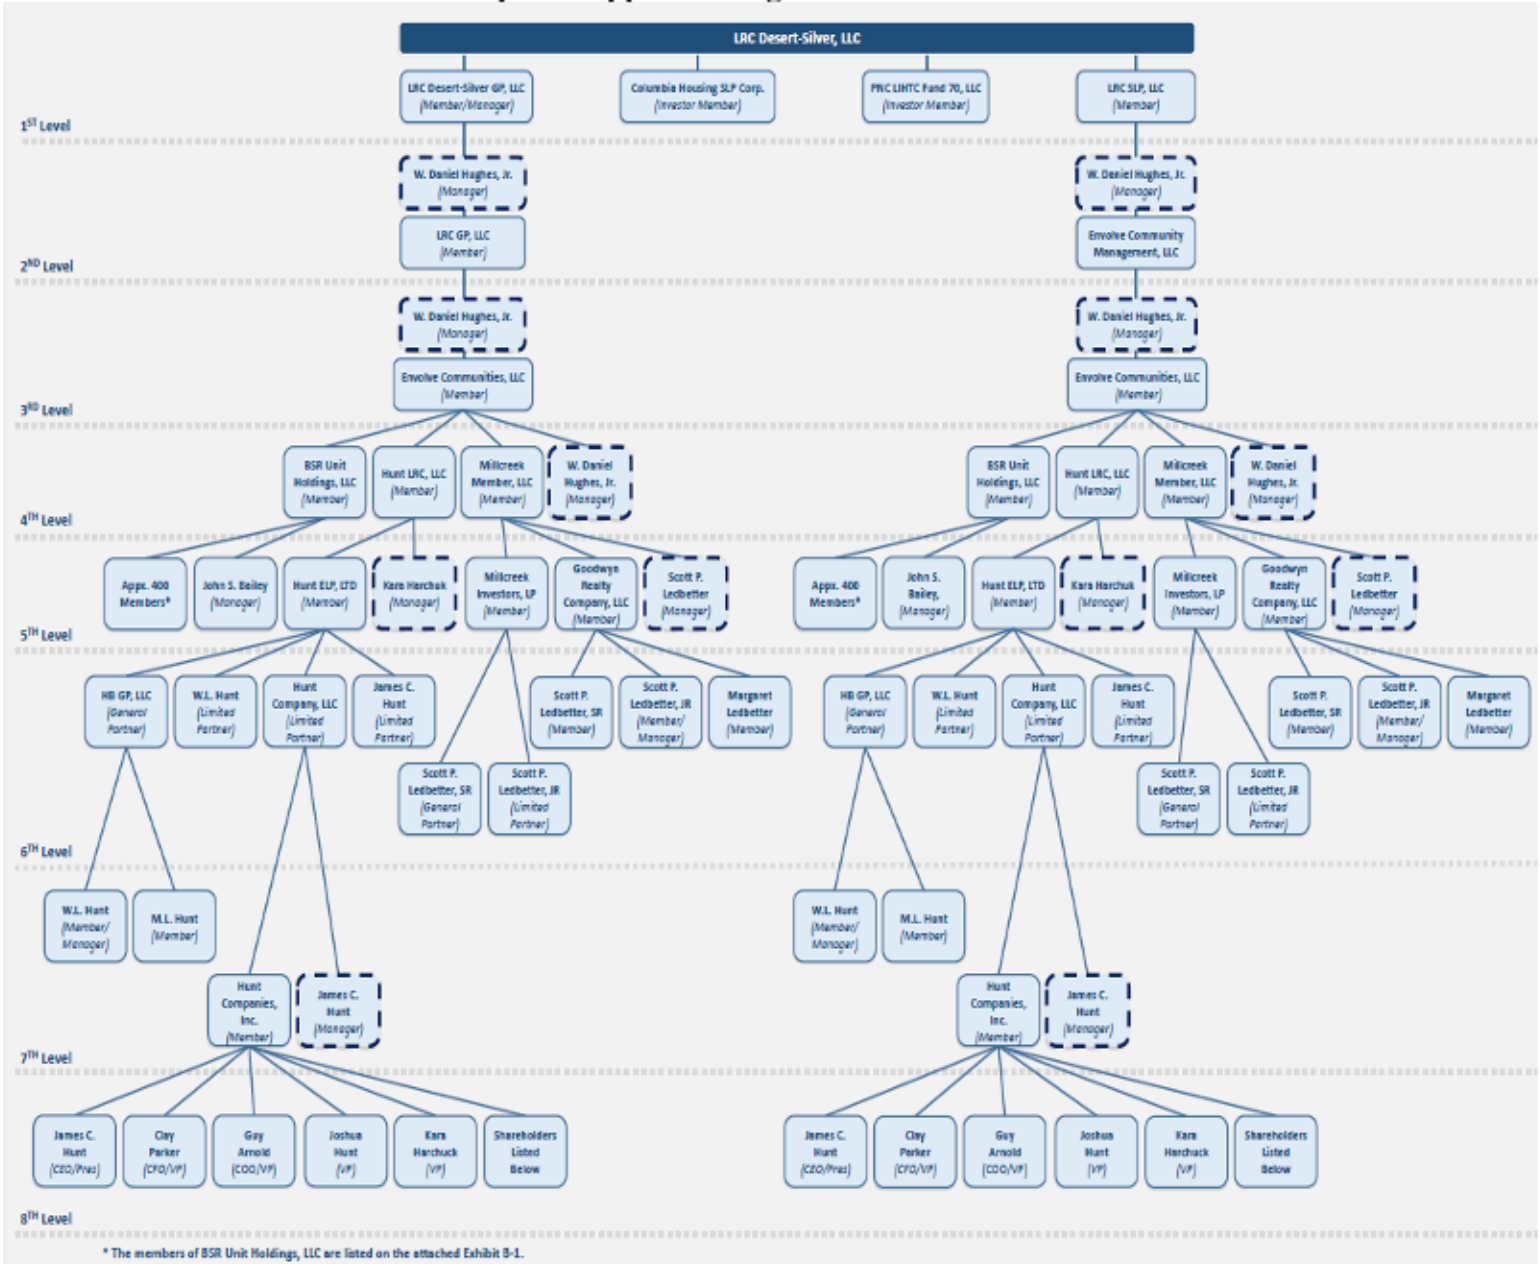 LRC Desert-Silver, LLC
LRC Desert-Silver GP, LLC
(Member/Manager)
Columbia Housing SLP Corp.
(Investor Member)
PNC LIHTC Fund 70, LLC
(Investor Member)
LRC SLP, LLC
(Member)
1ST Level
W. Daniel Hughes, Jr.
(Manager)
W. Daniel Hughes, Jr.
(Manager)
LRC GP, LLC
(Member)
Envolve Community
Management, LLC
2ND Level
W. Daniel Hughes, Jr.
(Manager)
W. Daniel Hughes, Jr.
(Manager)
Envolve Communities, LLC
(Member)
Envolve Communities, LLC
(Member)
3RD Level
BSR Unit
Holdings, LLC
(Member)
Hunt LRC, LLC
(Member)
Millcreek
Member, LLC
(Member)
W. Daniel
Hughes, Jr.
(Manager)
BSR Unit
Holdings, LLC
(Member)
Hunt LRC, LLC
(Member)
Millcreek
Member, LLC
(Member)
W. Daniel
Hughes, Jr.
(Manager)
4TH Level
Appx. 400
Members*
John S. Bailey
(Manager)
Hunt ELP, LTD
(Member)
Kara Harchuk
(Manager)
Millcreek
Investors, LP
(Member)
Goodwyn
Realty
Company, LLC
(Member)
Scott P.
Ledbetter
(Manager)
Appx. 400
Members*
John S.
Bailey,
(Manager)
Hunt ELP, LTD
(Member)
Kara Harchuk
(Manager)
Millcreek
Investors, LP
(Member)
Goodwyn
Realty
Company, LLC
(Member)
Scott P.
Ledbetter
(Manager)
5TH Level
HB GP, LLC
(General
Partner)
W.L. Hunt
(Limited
Partner)
Hunt
Company, LLC
(Limited
Partner)
James C.
Hunt
(Limited
Partner)
Scott P.
Ledbetter, SR
(Member)
Scott P.
Ledbetter, JR
(Member/
Manager)
Margaret
Ledbetter
(Member)
HB GP, LLC
(General
Partner)
W.L. Hunt
(Limited
Partner)
Hunt
Company, LLC
(Limited
Partner)
James C.
Hunt
(Limited
Partner)
Scott P.
Ledbetter, SR
(Member)
Scott P.
Ledbetter, JR
(Member/
Manager)
Margaret
Ledbetter
(Member)
Scott P.
Ledbetter, SR
(General
Partner)
Scott P.
Ledbetter, JR
(Limited
Partner)
Scott P.
Ledbetter, SR
(General
Partner)
Scott P.
Ledbetter, JR
(Limited
Partner)
6TH Level
W.L. Hunt
(Member/
Manager)
M.L. Hunt
(Member)
W.L. Hunt
(Member/
Manager)
M.L. Hunt
(Member)
Hunt
Companies,
Inc.
(Member)
James C.
Hunt
(Manager)
Hunt
Companies,
Inc.
(Member)
James C.
Hunt
(Manager)
7TH Level
James C.
Hunt
(CEO/Pres)
Clay
Parker
(CFO/VP)
Guy
Arnold
(COO/VP)
Joshua
Hunt
(VP)
Kara
Harchuck
(VP)
Shareholders
Listed
Below
James C.
Hunt
(CEO/Pres)
Clay
Parker
(CFO/VP)
Guy
Arnold
(COO/VP)
Joshua
Hunt
(VP)
Kara
Harchuck
(VP)
Shareholders
Listed
Below
8TH Level
* The members of BSR Unit Holdings, LLC are listed on the attached Exhibit B-1.